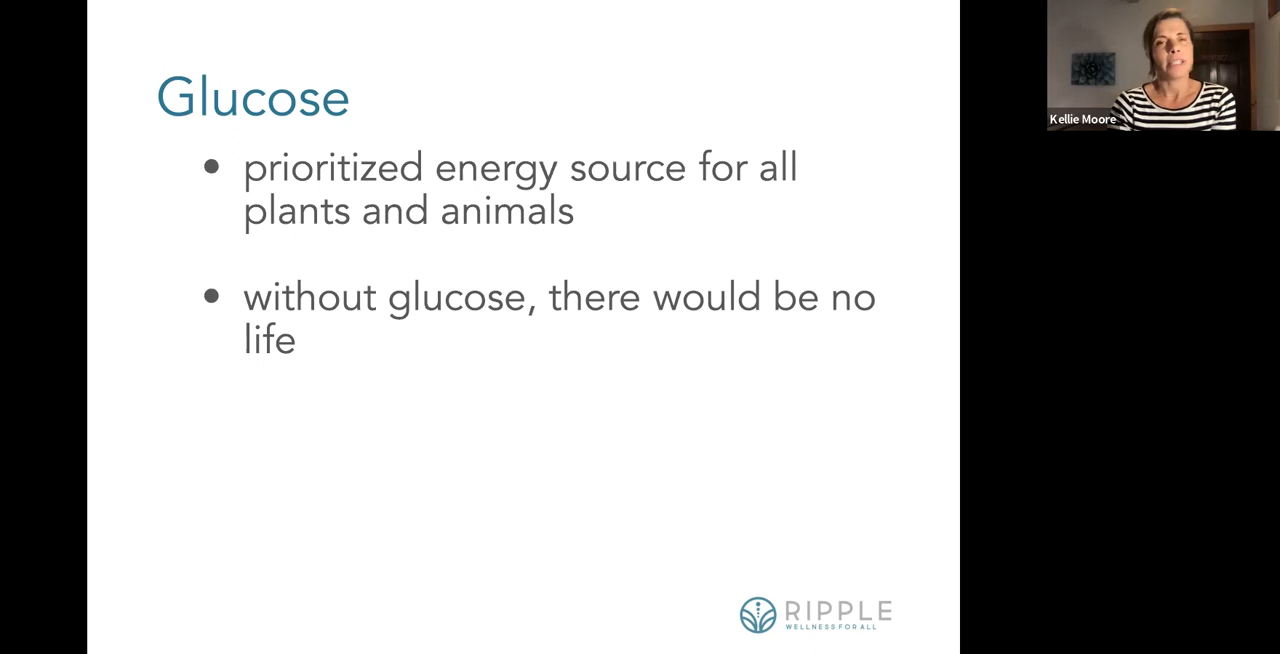 Glucose
• prioritized energy source for all
plants and animals
• without glucose, there would be no
life
RIPPLE
WELLNESS FOR ALL
Kellie Moore